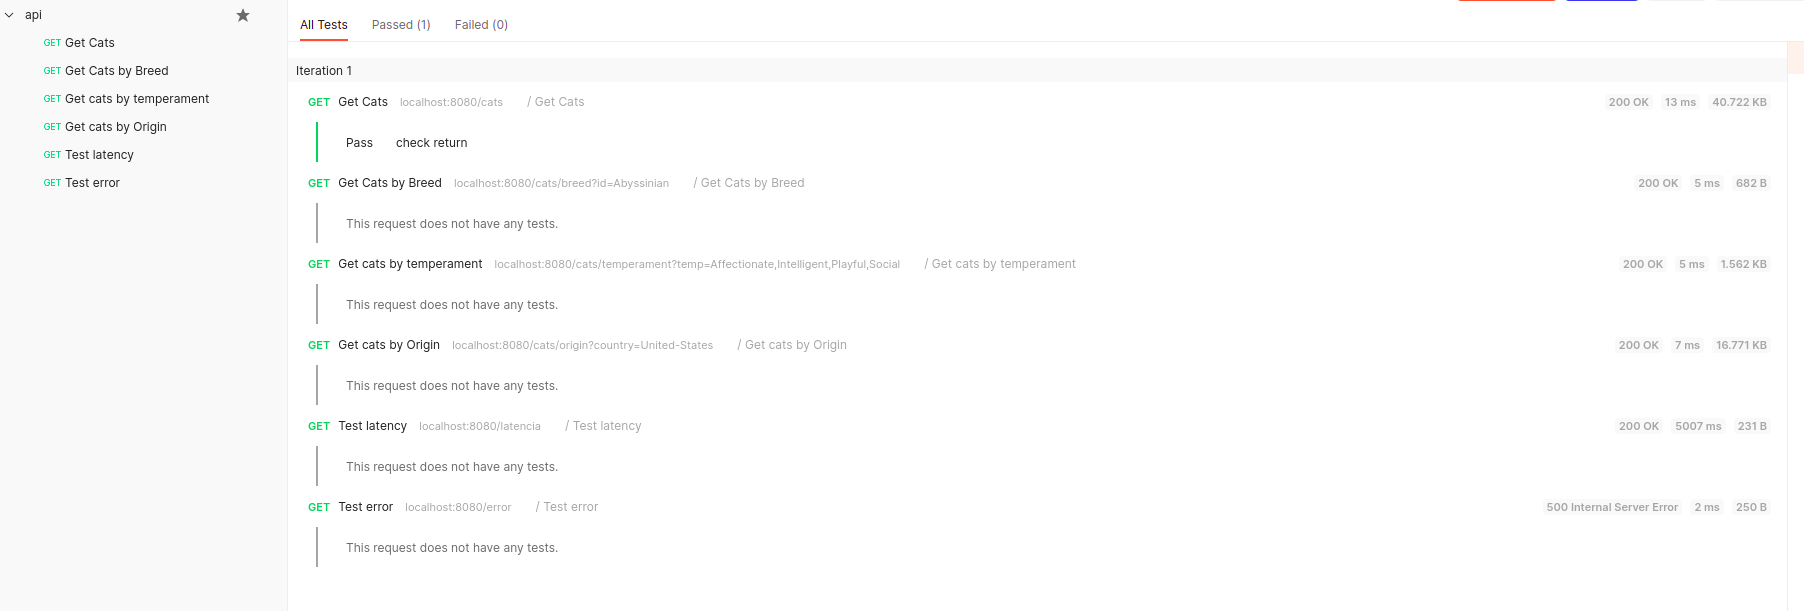 api
GET Get Cats
GET Get Cats by Breed
GET Get cats by temperament
GET Get cats by Origin
GET Test latency
GET Test error
All Tests Passed (1) Failed (0)
Iteration 1
GET Get Cats localhost:8080/cats / Get Cats 200 OK 13 ms 40.722 KB
Pass check return
GET Get Cats by Breed localhost:8080/cats/breed?id=Abyssinian / Get Cats by Breed 200 OK 5 ms 682 B
This request does not have any tests.
GET Get cats by temperament localhost:8080/cats/temperament?temp=Affectionate,Intelligent,Playful,Social / Get cats by temperament 200 OK 5 ms 1.562 KB
This request does not have any tests.
GET Get cats by Origin localhost:8080/cats/origin?country=United-States / Get cats by Origin 200 OK 7 ms 16.771 KB
This request does not have any tests.
GET Test latency localhost:8080/latencia / Test latency 200 OK 5007 ms 231 B
This request does not have any tests.
GET Test error localhost:8080/error / Test error 500 Internal Server Error 2 ms 250 B
This request does not have any tests.